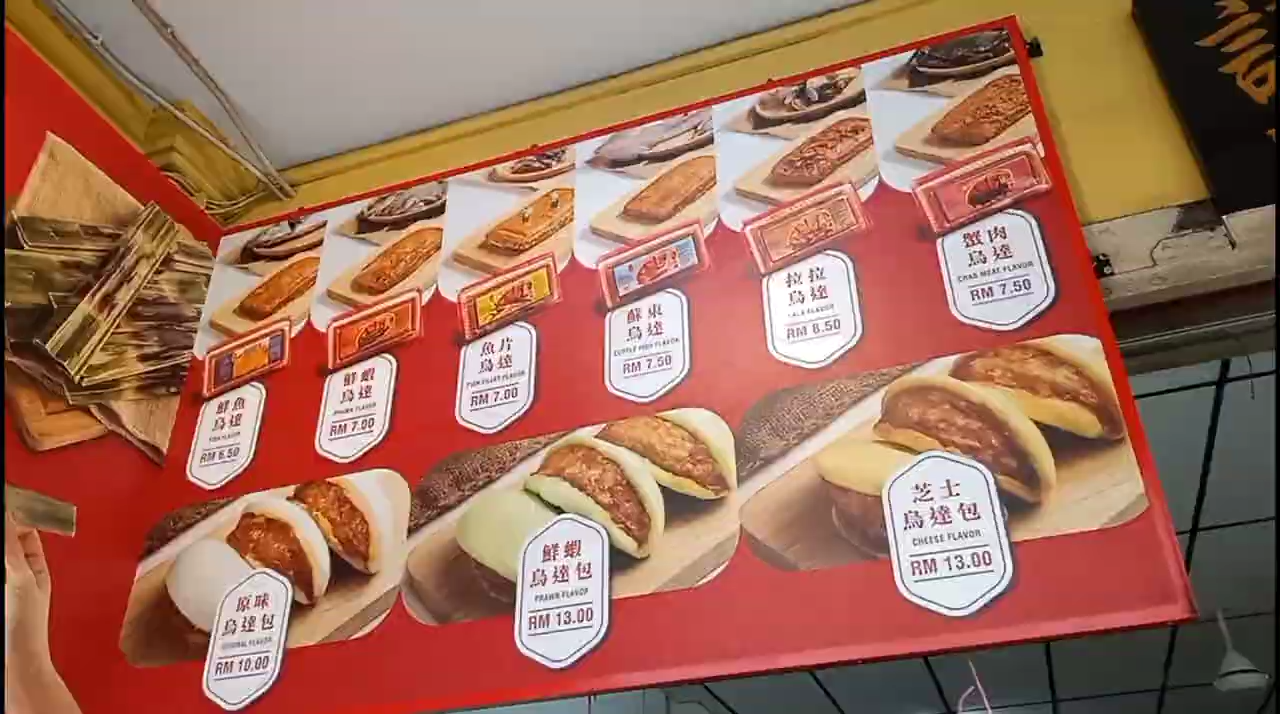 鮮魚
烏達
FISH FLAVOR
RM 6.50
鮮蝦
烏達
PRAWN FLAVOR
RM 7.00
魚片
烏達
FISH FILLET FLAVOR
RM 7.00
蘇東
烏達
CUTTLE FISH FLAVOR
RM 7.50
拉拉
烏達
LALA FLAVOR
RM 8.50
蟹肉
烏達
CRAB MEAT FLAVOR
RM 7.50
原味
烏達包
ORIGINAL FLAVOR
RM 10.00
鮮蝦
烏達包
PRAWN FLAVOR
RM 13.00
芝士
烏達包
CHEESE FLAVOR
RM 13.00